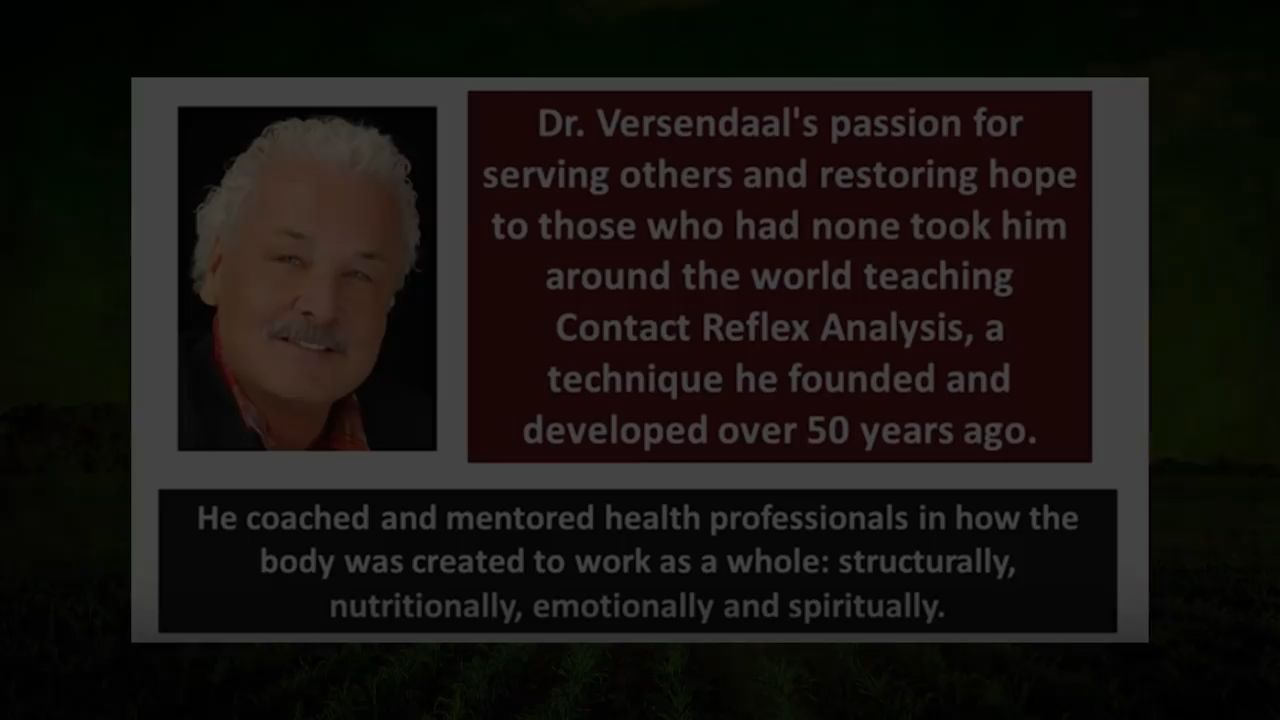 Dr. Versendaal's passion for
serving others and restoring hope
to those who had none took him
around the world teaching
Contact Reflex Analysis, a
technique he founded and
developed over 50 years ago.
He coached and mentored health professionals in how the
body was created to work as a whole: structurally,
nutritionally, emotionally and spiritually.